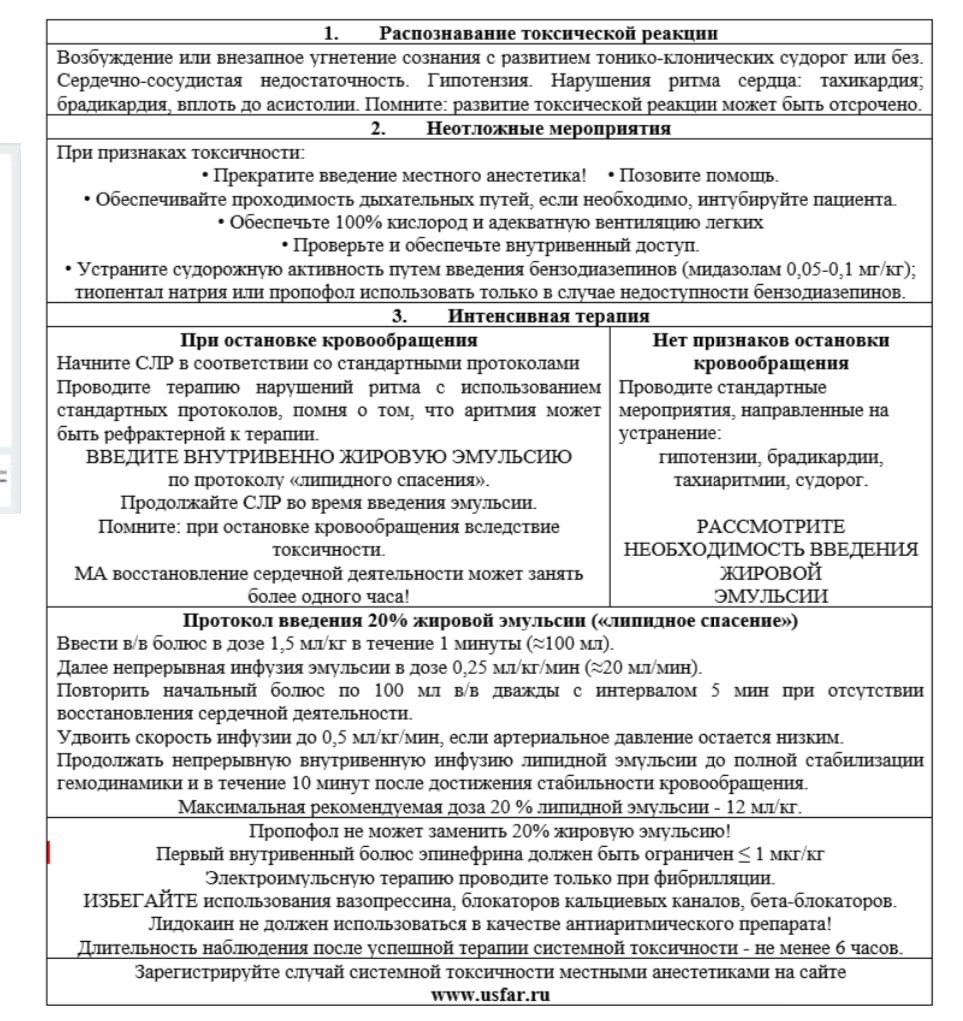 1. Распознавание токсической реакции
Возбуждение или внезапное угнетение сознания с развитием тонико-клонических судорог или без.
Сердечно-сосудистая недостаточность. Гипотензия. Нарушения ритма сердца: тахикардия;
брадикардия, вплоть до асистолии. Помните: развитие токсической реакции может быть отсрочено.
2. Неотложные мероприятия
При признаках токсичности:
• Прекратите введение местного анестетика! • Позовите помощь.
• Обеспечивайте проходимость дыхательных путей, если необходимо, интубируйте пациента.
• Обеспечьте 100% кислород и адекватную вентиляцию легких
• Проверьте и обеспечьте внутривенный доступ.
• Устраните судорожную активность путем введения бензодиазепинов (мидазолам 0,05-0,1 мг/кг);
тиопентал натрия или пропофол использовать только в случае недоступности бензодиазепинов.
3. Интенсивная терапия
При остановке кровообращения
Начните СЛР в соответствии со стандартными протоколами
Проводите терапию нарушений ритма с использованием
стандартных протоколов, помня о том, что аритмия может
быть рефрактерной к терапии.
ВВЕДИТЕ ВНУТРИВЕННО ЖИРОВУЮ ЭМУЛЬСИЮ
по протоколу «липидного спасения».
Продолжайте СЛР во время введения эмульсии.
Помните: при остановке кровообращения вследствие
токсичности.
МА восстановление сердечной деятельности может занять
более одного часа!
Нет признаков остановки
кровообращения
Проводите стандартные
мероприятия, направленные на
устранение:
гипотензии, брадикардии,
тахиаритмии, судорог.
РАССМОТРИТЕ
НЕОБХОДИМОСТЬ ВВЕДЕНИЯ
ЖИРОВОЙ
ЭМУЛЬСИИ
Протокол введения 20% жировой эмульсии («липидное спасение»)
Ввести в/в болюс в дозе 1,5 мл/кг в течение 1 минуты (≈100 мл).
Далее непрерывная инфузия эмульсии в дозе 0,25 мл/кг/мин (≈20 мл/мин).
Повторить начальный болюс по 100 мл в/в дважды с интервалом 5 мин при отсутствии
восстановления сердечной деятельности.
Удвоить скорость инфузии до 0,5 мл/кг/мин, если артериальное давление остается низким.
Продолжать непрерывную внутривенную инфузию липидной эмульсии до полной стабилизации
гемодинамики и в течение 10 минут после достижения стабильности кровообращения.
Максимальная рекомендуемая доза 20 % липидной эмульсии - 12 мл/кг.
Пропофол не может заменить 20% жировую эмульсию!
Первый внутривенный болюс эпинефрина должен быть ограничен ≤ 1 мкг/кг
Электроимульсную терапию проводите только при фибрилляции.
ИЗБЕГАЙТЕ использования вазопрессина, блокаторов кальциевых каналов, бета-блокаторов.
Лидокаин не должен использоваться в качестве антиаритмического препарата!
Длительность наблюдения после успешной терапии системной токсичности - не менее 6 часов.
Зарегистрируйте случай системной токсичности местными анестетиками на сайте
www.usfar.ru